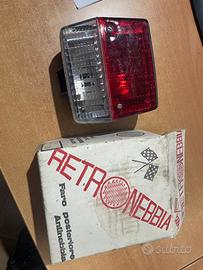 RETRONEBBIA
Faro posteriore
Antinebbia
subito